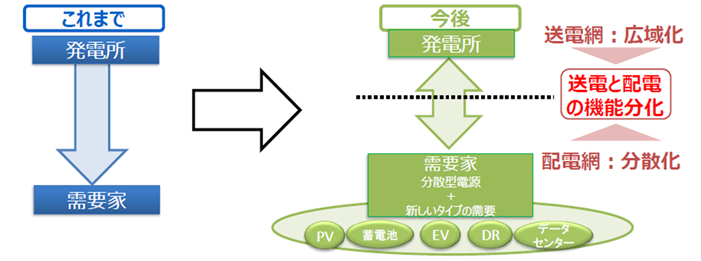 これまで
発電所
需要家
今後
発電所
需要家
分散型電源
+
新しいタイプの需要
PV
蓄電池
EV
DR
データ
センター
送電網：広域化
送電と配電
の機能分化
配電網：分散化